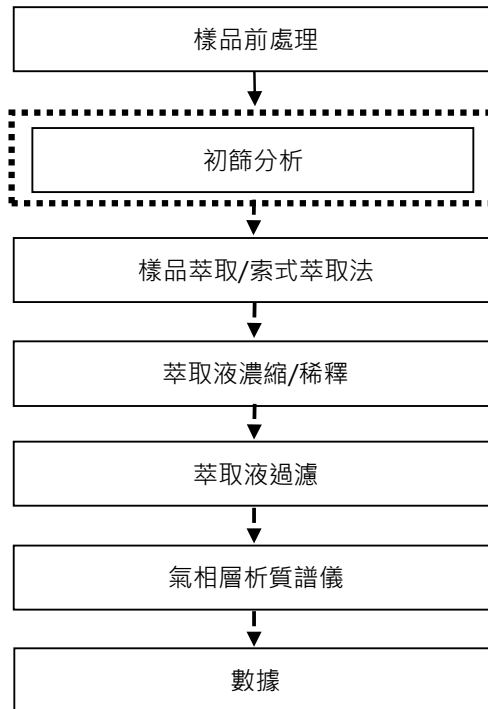 樣品前處理
初篩分析
樣品萃取/索式萃取法
萃取液濃縮/稀釋
萃取液過濾
氣相層析質譜儀
數據